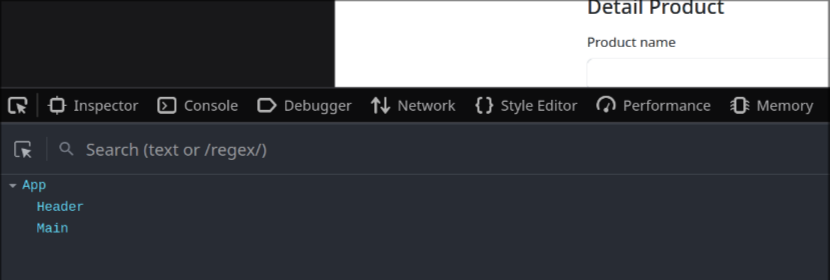 Detail Product
Product name
Inspector Console Debugger Network {} Style Editor Performance Memory
Search (text or /regex/)
App
Header
Main